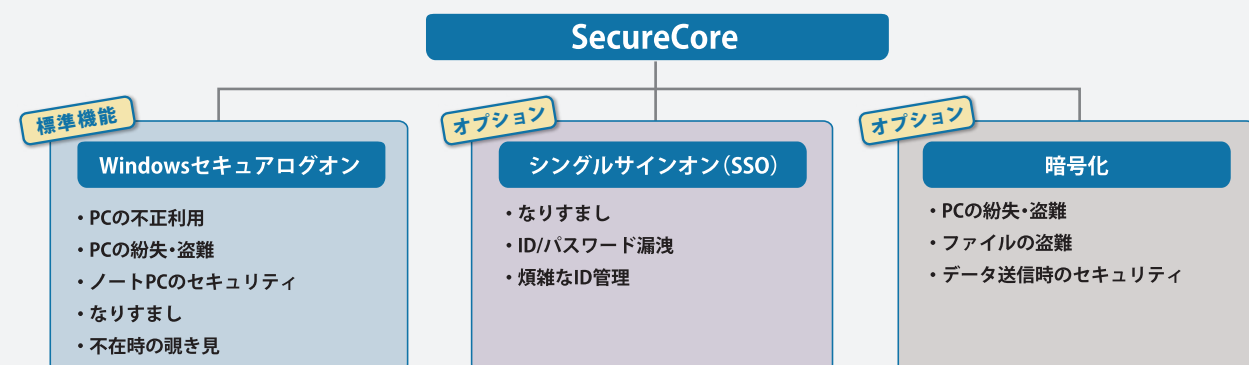 SecureCore
標準機能
Windowsセキュアログオン
・PCの不正利用
・PCの紛失・盗難
・ノートPCのセキュリティ
・なりすまし
・不在時の覗き見
オプション
シングルサインオン（SSO）
・なりすまし
・ID/パスワード漏洩
・煩雑なID管理
オプション
暗号化
・PCの紛失・盗難
・ファイルの盗難
・データ送信時のセキュリティ